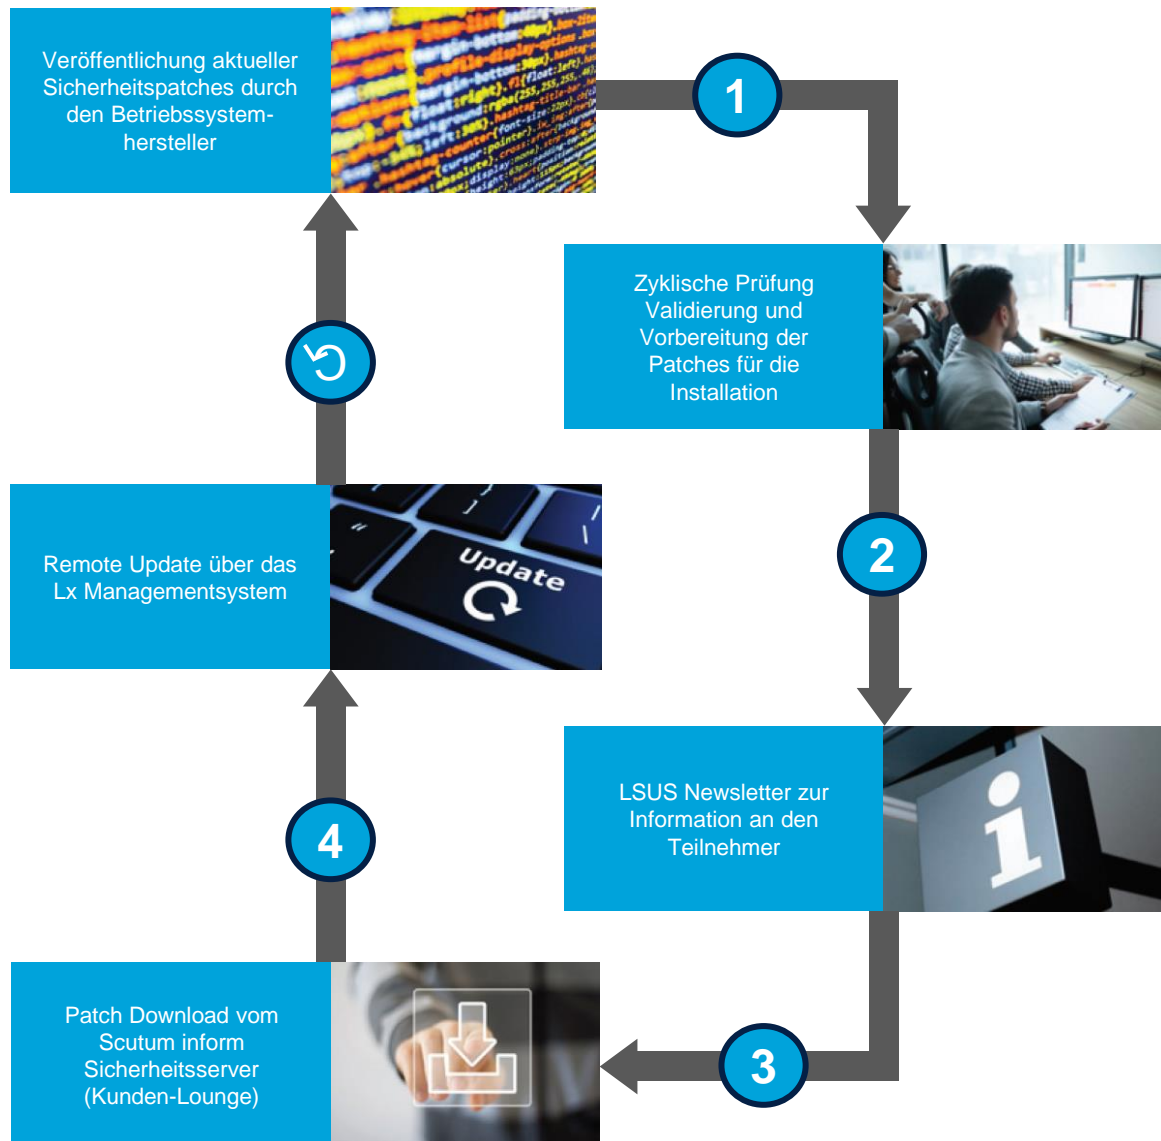 Veröffentlichung aktueller
Sicherheitspatches durch
den Betriebssystem-
hersteller
1
Zyklische Prüfung
Validierung und
Vorbereitung der
Patches für die
Installation
2
LSUS Newsletter zur
Information an den
Teilnehmer
i
3
Patch Download vom
Scutum inform
Sicherheitsserver
(Kunden-Lounge)
4
Remote Update über das
Lx Managementsystem
Update